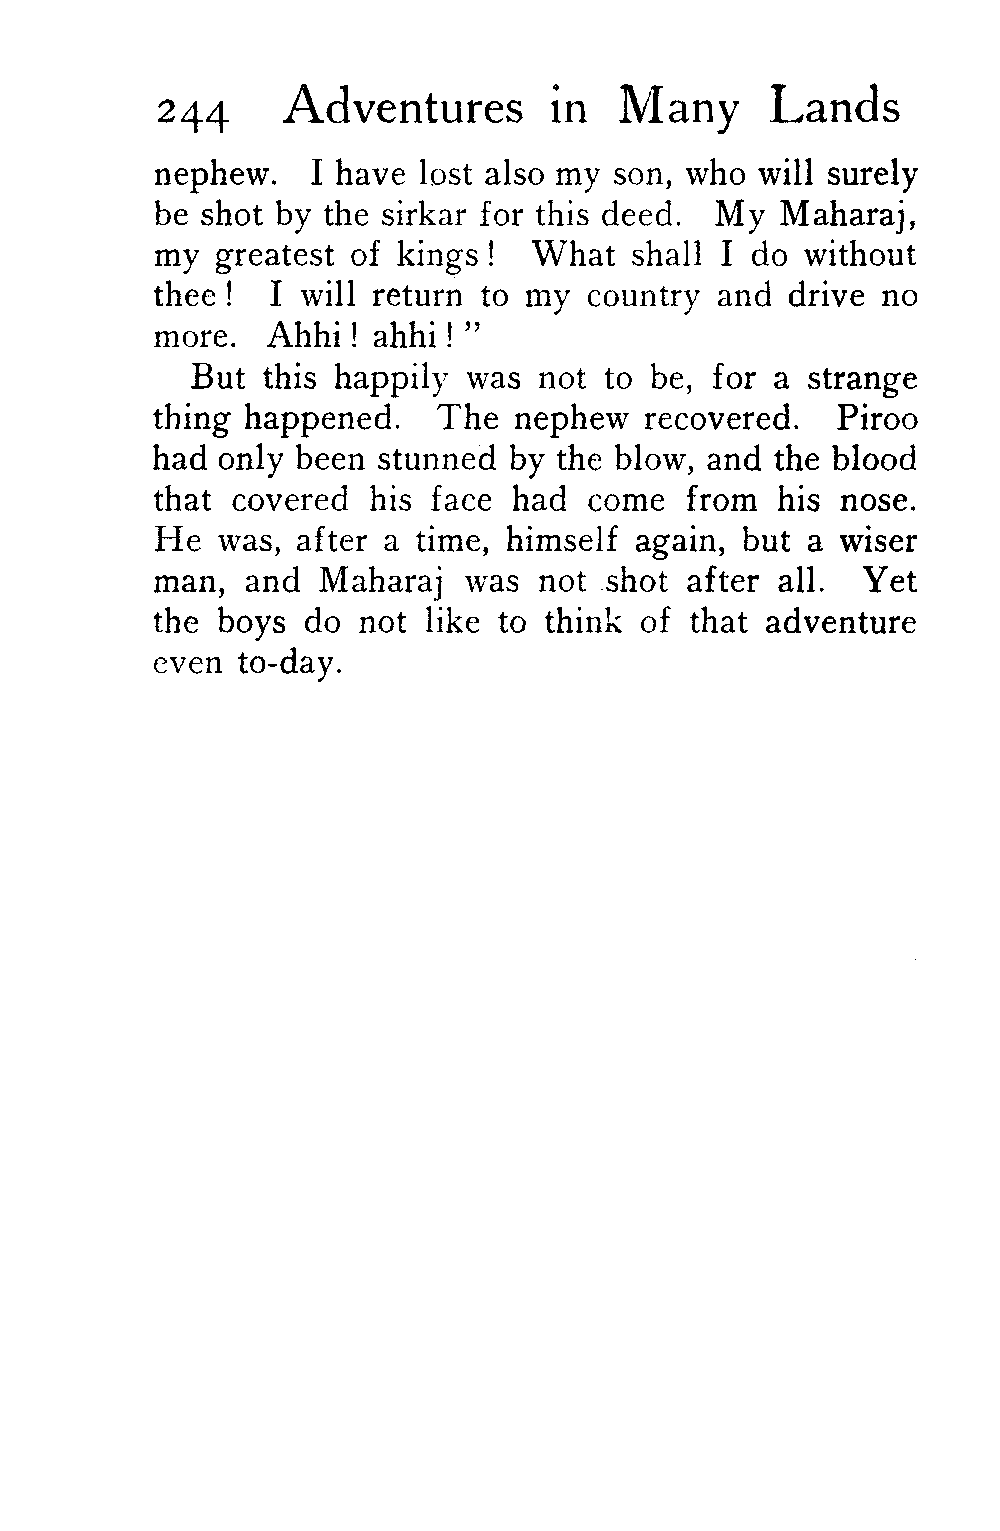 244 Adventures in Many Lands
nephew. I have lost also my son, who will surely
be shot by the sirkar for this deed. My Maharaj,
my greatest of kings! What shall I do without
thee! I will return to my country and drive no
more. Ahhi! ahhi!”
But this happily was not to be, for a strange
thing happened. The nephew recovered. Piroo
had only been stunned by the blow, and the blood
that covered his face had come from his nose.
He was, after a time, himself again, but a wiser
man, and Maharaj was not shot after all. Yet
the boys do not like to think of that adventure
even to-day.